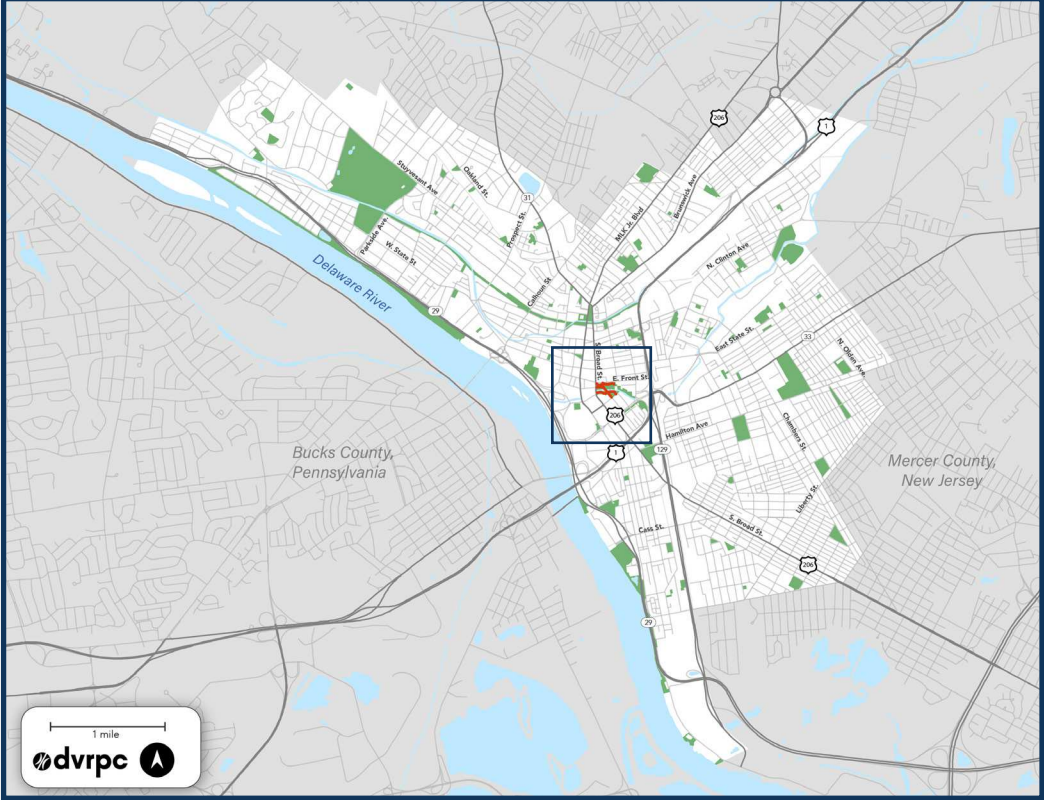 206
1
Stuyvesant Ave
Oakland St.
31
Prospect St.
MLK Jr. Blvd
Brunswick Ave
Parkside Ave.
W. State St
N. Clinton Ave
Delaware River
Calhoun St
29
East State St.
33
N. Olden Ave.
S. Broad St.
E. Front St.
206
Hamilton Ave
Chambers St.
129
1
Bucks County,
Pennsylvania
Mercer County,
New Jersey
Liberty St.
Cass St.
S. Broad St.
206
29
1 mile
dvrpc